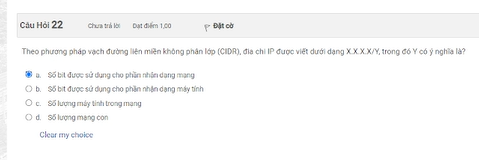 Câu Hỏi 22 Chưa trả lời Đạt điểm 1,00 Đặt cờ
Theo phương pháp vạch đường liên miền không phân lớp (CIDR), địa chỉ IP được viết dưới dạng X.X.X.X/Y, trong đó Y có ý nghĩa là?
a. Số bit được sử dụng cho phần nhận dạng mạng
b. Số bit được sử dụng cho phần nhận dạng máy tính
c. Số lượng máy tính trong mạng
d. Số lượng mạng con
Clear my choice